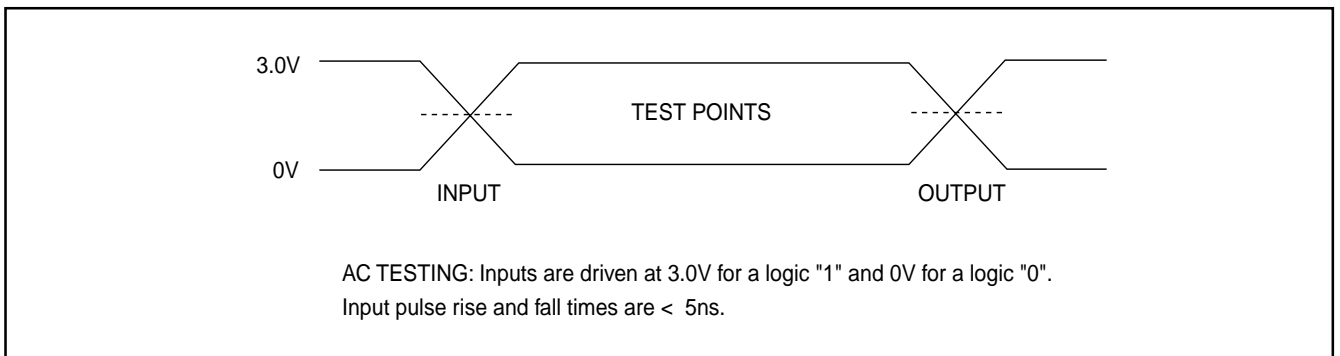 3.0V
TEST POINTS
0V
INPUT
OUTPUT
AC TESTING: Inputs are driven at 3.0V for a logic "1" and 0V for a logic "0".
Input pulse rise and fall times are < 5ns.